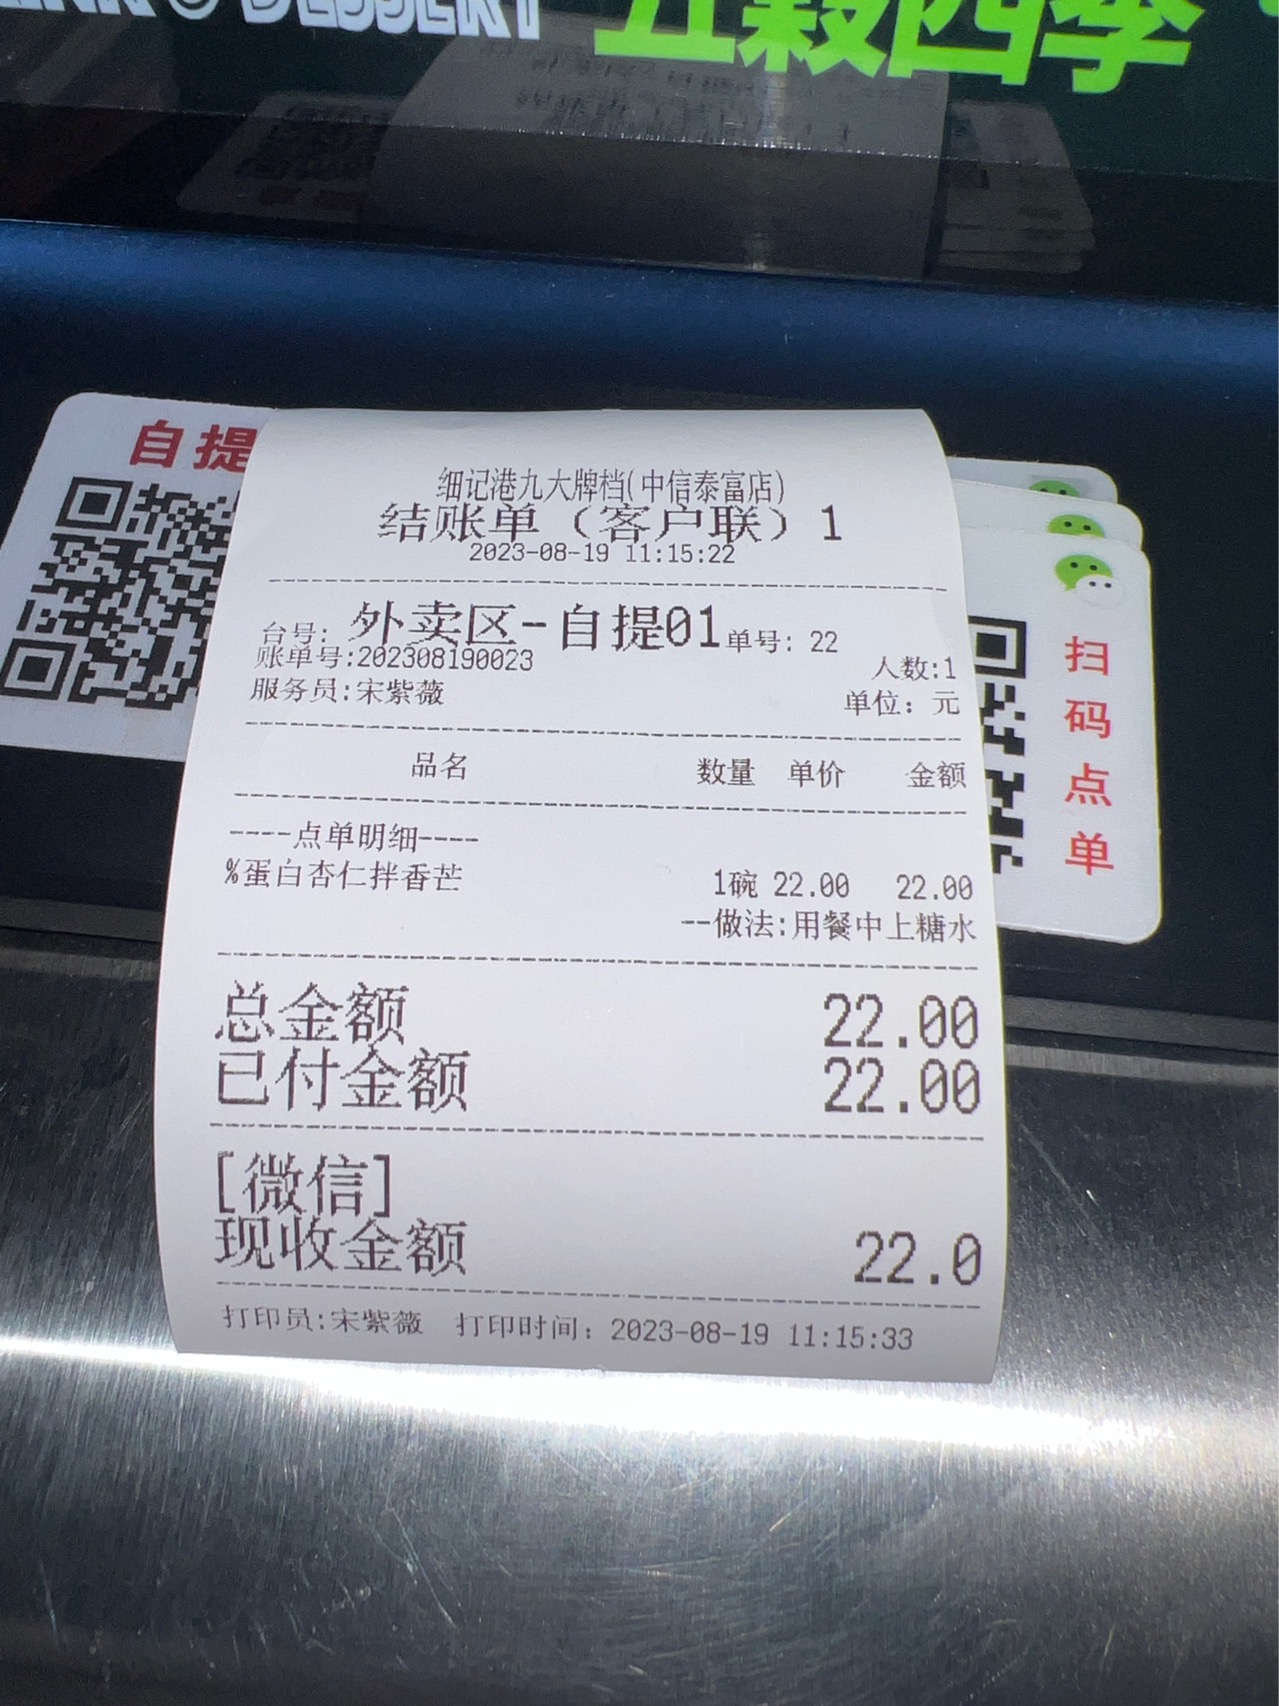 DESSERT 五穀四季
自提
细记港九大牌档(中信泰富店)
结账单（客户联）1
2023-08-19 11:15:22
台号: 外卖区-自提01 单号: 22
账单号:202308190023 人数:1
服务员:宋紫薇 单位: 元
品名 数量 单价 金额
----点单明细----
%蛋白杏仁拌香芒 1碗 22.00 22.00
--做法:用餐中上糖水
总金额 22.00
已付金额 22.00
[微信]
现收金额 22.0
打印员:宋紫薇 打印时间: 2023-08-19 11:15:33
扫
码
点
单